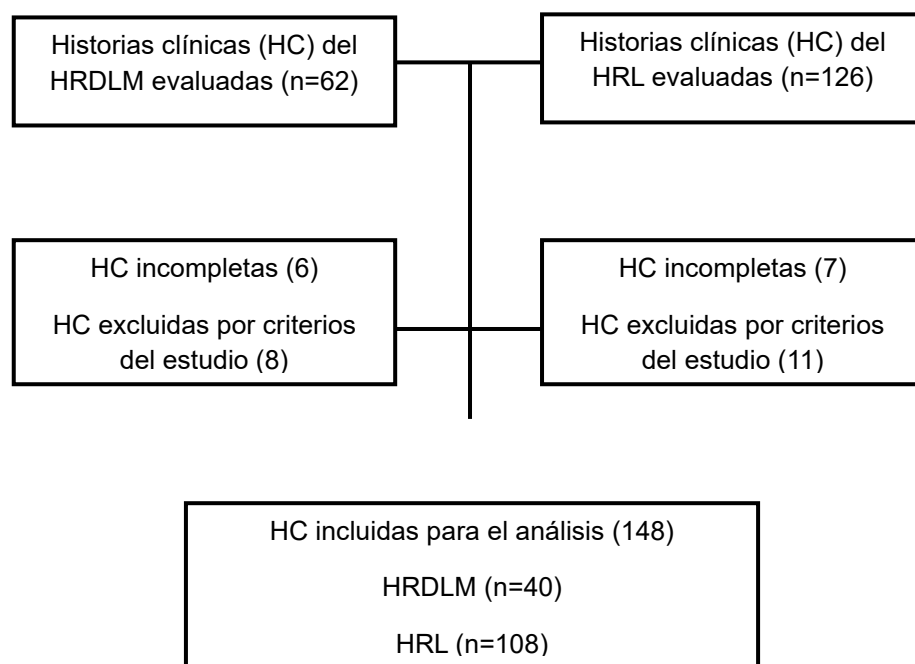 Historias clínicas (HC) del
HRDLM evaluadas (n=62)
Historias clínicas (HC) del
HRL evaluadas (n=126)
HC incompletas (6)
HC excluidas por criterios
del estudio (8)
HC incompletas (7)
HC excluidas por criterios
del estudio (11)
HC incluidas para el análisis (148)
HRDLM (n=40)
HRL (n=108)